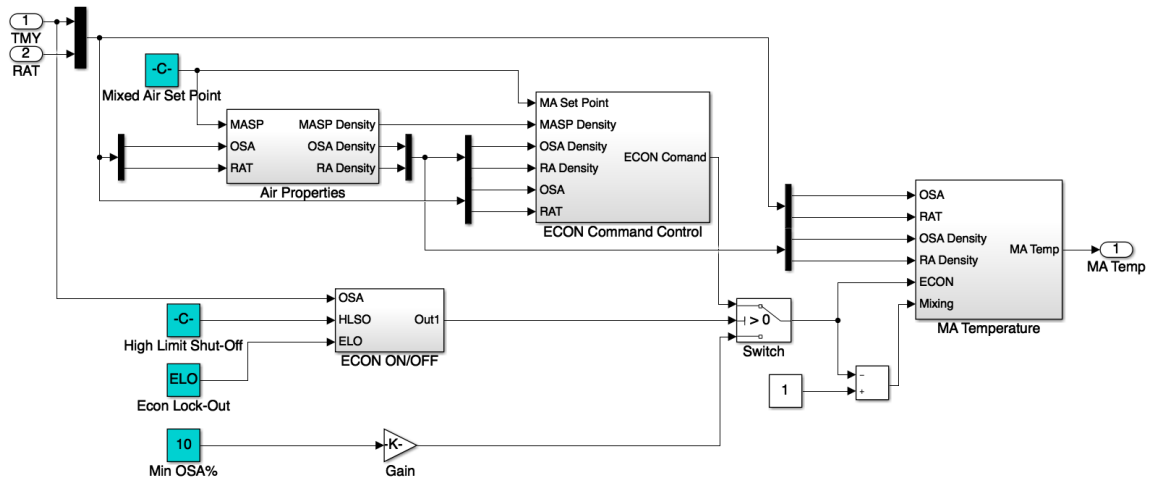 1
TMY
2
RAT
-C-
Mixed Air Set Point
MASP
OSA
RAT
MASP Density
OSA Density
RA Density
Air Properties
MA Set Point
MASP Density
OSA Density
RA Density
OSA
RAT
ECON Comand
ECON Command Control
OSA
RAT
OSA Density
RA Density
ECON
Mixing
MA Temp
MA Temperature
1
MA Temp
-C-
High Limit Shut-Off
ELO
Econ Lock-Out
OSA
HLSO
ELO
Out1
ECON ON/OFF
> 0
Switch
1
−
+
10
Min OSA%
-K-
Gain